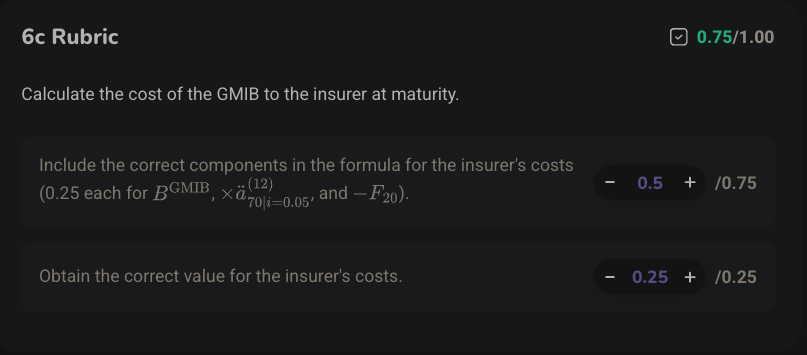 6c Rubric
0.75/1.00
Calculate the cost of the GMIB to the insurer at maturity.
Include the correct components in the formula for the insurer's costs
(0.25 each for B^GMIB, ×ä^(12)_70|i=0.05, and −F_20).
− 0.5 + /0.75
Obtain the correct value for the insurer's costs.
− 0.25 + /0.25